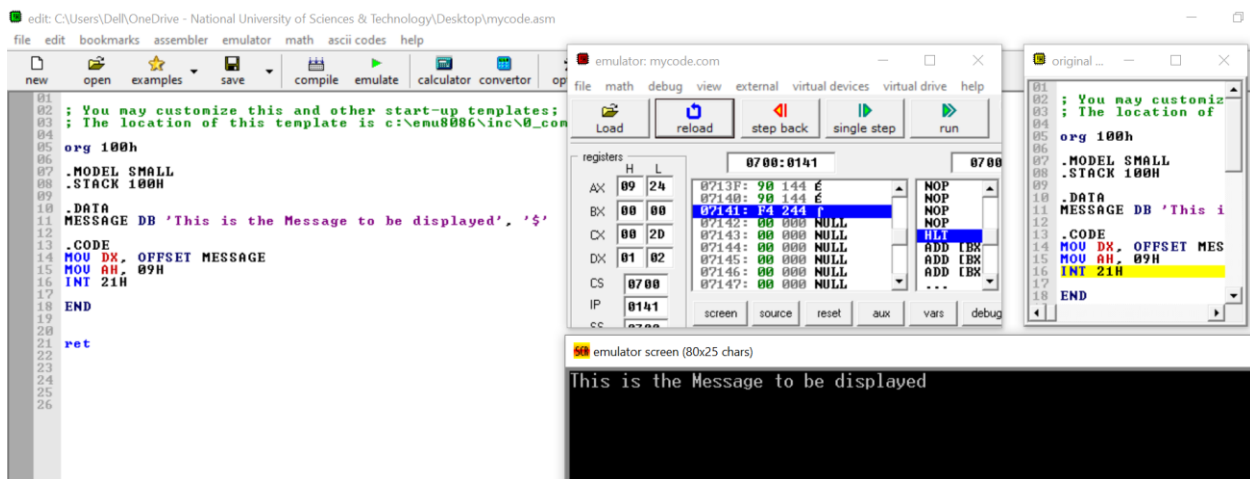 edit: C:\Users\Dell\OneDrive - National University of Sciences & Technology\Desktop\mycode.asm
file edit bookmarks assembler emulator math ascii codes help
new open examples save compile emulate calculator convertor
01
02 ; You may customize this and other start-up templates;
03 ; The location of this template is c:\emu8086\inc\0_com
04
05 org 100h
06
07 .MODEL SMALL
08 .STACK 100H
09
10 .DATA
11 MESSAGE DB 'This is the Message to be displayed', '$'
12
13 .CODE
14 MOV DX, OFFSET MESSAGE
15 MOV AH, 09H
16 INT 21H
17
18 END
19
20
21 ret
22
23
24
25
26
emulator: mycode.com
file math debug view external virtual devices virtual drive help
Load reload step back single step run
registers
H L
0700:0141
0700
AX 09 24
BX 00 00
CX 00 2D
DX 01 02
CS 0700
IP 0141
SS 0700
0713F: 90 144 É
07140: 90 144 É
07141: F4 244 ⌠
07142: 00 000 NULL
07143: 00 000 NULL
07144: 00 000 NULL
07145: 00 000 NULL
07146: 00 000 NULL
07147: 00 000 NULL
NOP
NOP
NOP
NOP
HLT
ADD [BX
ADD [BX
ADD [BX
...
screen source reset aux vars debug
original ...
01
02 ; You may customiz
03 ; The location of
04
05 org 100h
06
07 .MODEL SMALL
08 .STACK 100H
09
10 .DATA
11 MESSAGE DB 'This i
12
13 .CODE
14 MOV DX, OFFSET MES
15 MOV AH, 09H
16 INT 21H
17
18 END
emulator screen (80x25 chars)
This is the Message to be displayed